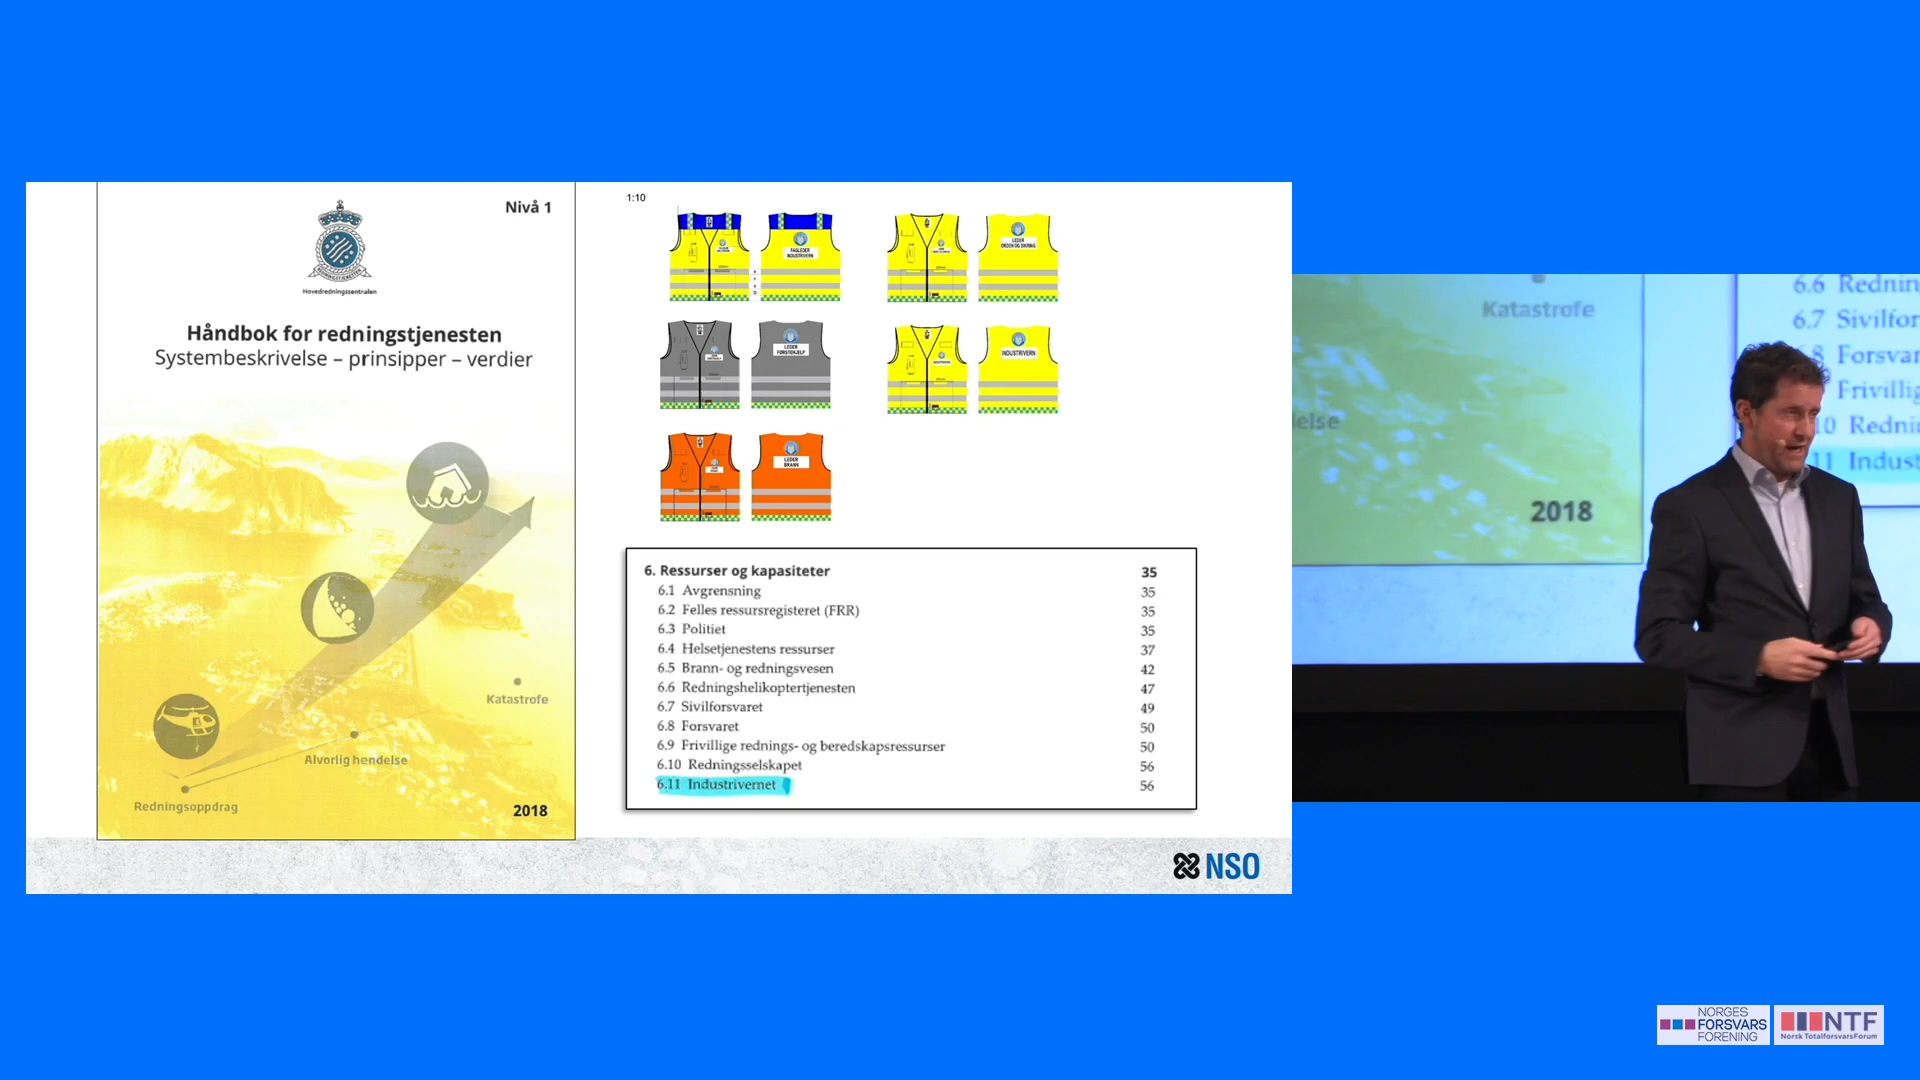 Nivå 1
Hovedredningssentralen
Håndbok for redningstjenesten
Systembeskrivelse – prinsipper – verdier
Katastrofe
Alvorlig hendelse
Redningsoppdrag
2018
1:10
FAGLEDER
INDUSTRIVERN
LEDER
ORDEN OG SIKRING
LEDER
FØRSTEHJELP
INDUSTRIVERN
LEDER
BRANN
6. Ressurser og kapasiteter 35
6.1 Avgrensning 35
6.2 Felles ressursregisteret (FRR) 35
6.3 Politiet 35
6.4 Helsetjenestens ressurser 37
6.5 Brann- og redningsvesen 42
6.6 Redningshelikoptertjenesten 47
6.7 Sivilforsvaret 49
6.8 Forsvaret 50
6.9 Frivillige rednings- og beredskapsressurser 50
6.10 Redningsselskapet 56
6.11 Industrivernet 56
NSO
Katastrofe
else
2018
6.6 Rednin
6.7 Sivilfor
8 Forsvar
Frivillig
10 Rednin
11 Indust
NORGES
FORSVARS
FORENING
NTF
Norsk TotalforsvarsForum